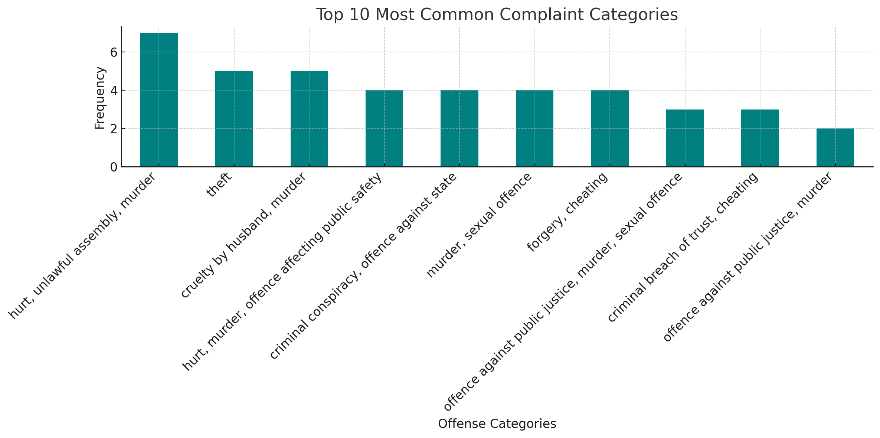 Top 10 Most Common Complaint Categories
Frequency
6
4
2
0
hurt, unlawful assembly, murder
theft
cruelty by husband, murder
hurt, murder, offence affecting public safety
criminal conspiracy, offence against state
murder, sexual offence
forgery, cheating
offence against public justice, murder, sexual offence
criminal breach of trust, cheating
offence against public justice, murder
Offense Categories